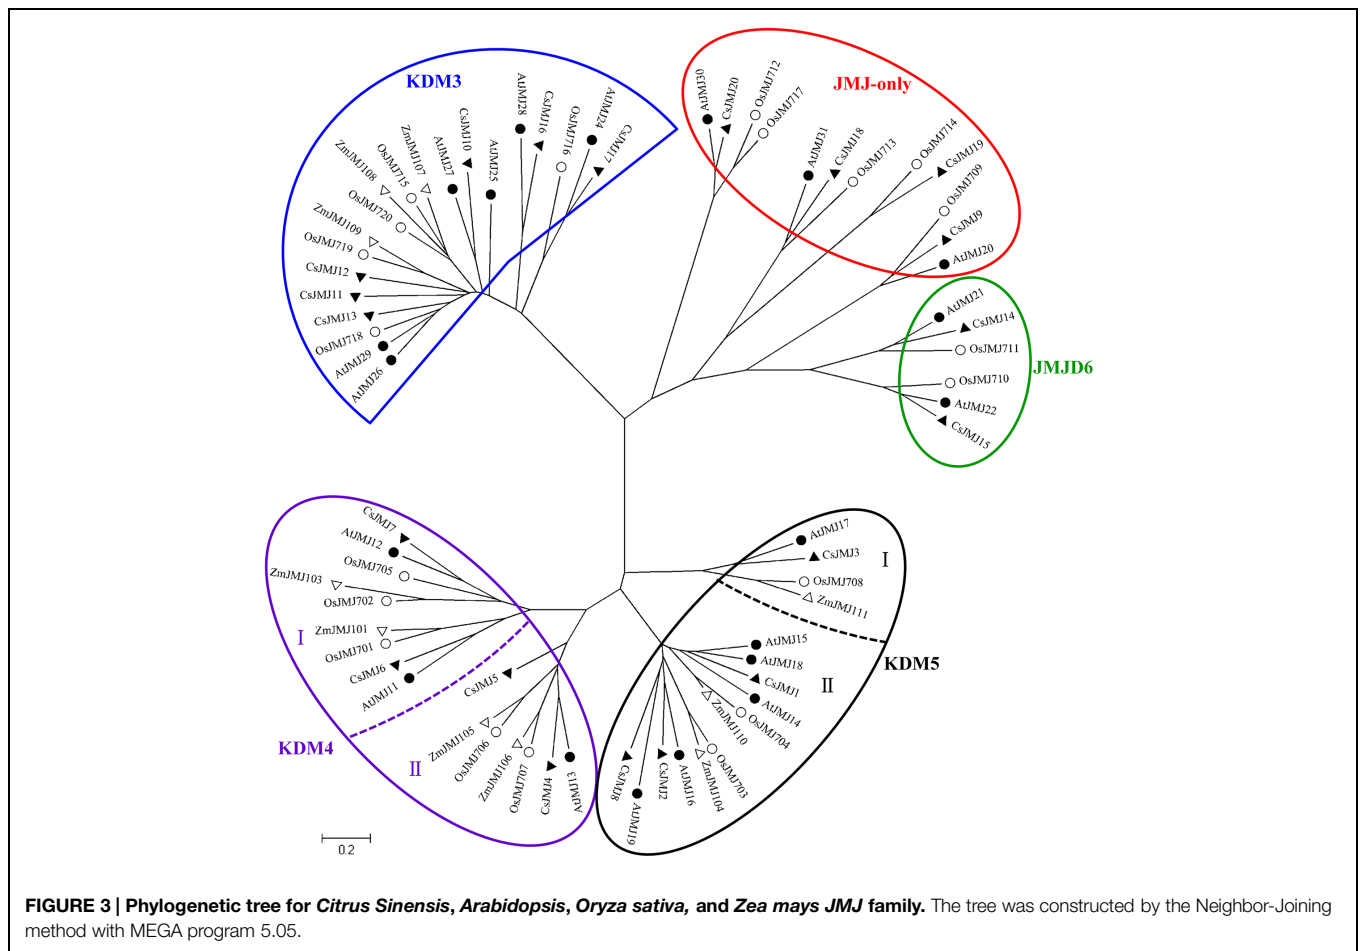 KDM3
AtJMJ28
CsJMJ16
OsJMJ716
AtJMJ24
CsJMJ17
AtJMJ25
CsJMJ10
AtJMJ27
ZmJMJ107
OsJMJ715
ZmJMJ108
OsJMJ720
ZmJMJ109
OsJMJ719
CsJMJ12
CsJMJ11
CsJMJ13
OsJMJ718
AtJMJ29
AtJMJ26
JMJ-only
AtJMJ30
CsJMJ20
OsJMJ712
OsJMJ717
AtJMJ31
CsJMJ18
OsJMJ713
OsJMJ714
CsJMJ19
OsJMJ709
CsJMJ9
AtJMJ20
JMJD6
AtJMJ21
CsJMJ14
OsJMJ711
OsJMJ710
AtJMJ22
CsJMJ15
CsJMJ7
AtJMJ12
OsJMJ705
ZmJMJ103
OsJMJ702
I
ZmJMJ101
OsJMJ701
CsJMJ6
AtJMJ11
KDM4
II
CsJMJ5
ZmJMJ105
OsJMJ706
ZmJMJ106
OsJMJ707
CsJMJ4
AtJMJ13
AtJMJ17
I
CsJMJ3
OsJMJ708
ZmJMJ111
KDM5
AtJMJ15
AtJMJ18
CsJMJ1
II
AtJMJ14
OsJMJ704
ZmJMJ110
OsJMJ703
ZmJMJ104
AtJMJ16
CsJMJ2
AtJMJ19
CsJMJ8
0.2
FIGURE 3 | Phylogenetic tree for Citrus Sinensis, Arabidopsis, Oryza sativa, and Zea mays JMJ family. The tree was constructed by the Neighbor-Joining
method with MEGA program 5.05.